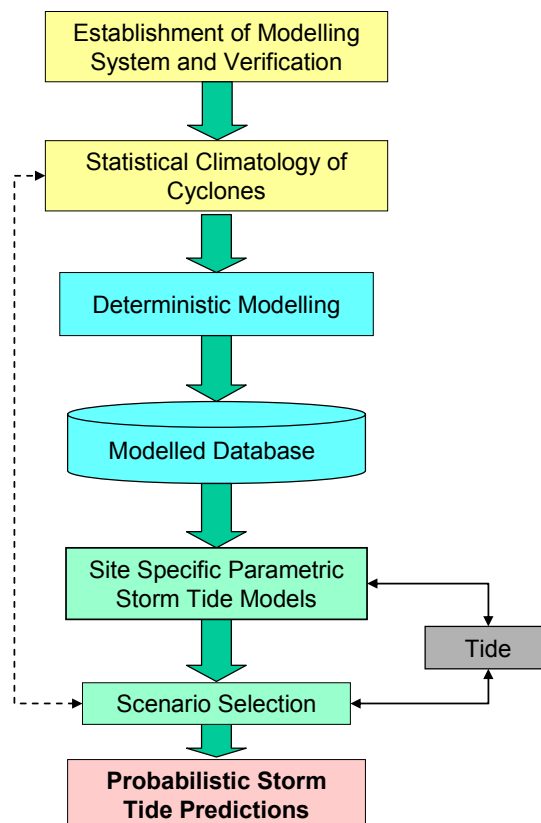 Establishment of Modelling
System and Verification
Statistical Climatology of
Cyclones
Deterministic Modelling
Modelled Database
Site Specific Parametric
Storm Tide Models
Tide
Scenario Selection
Probabilistic Storm
Tide Predictions